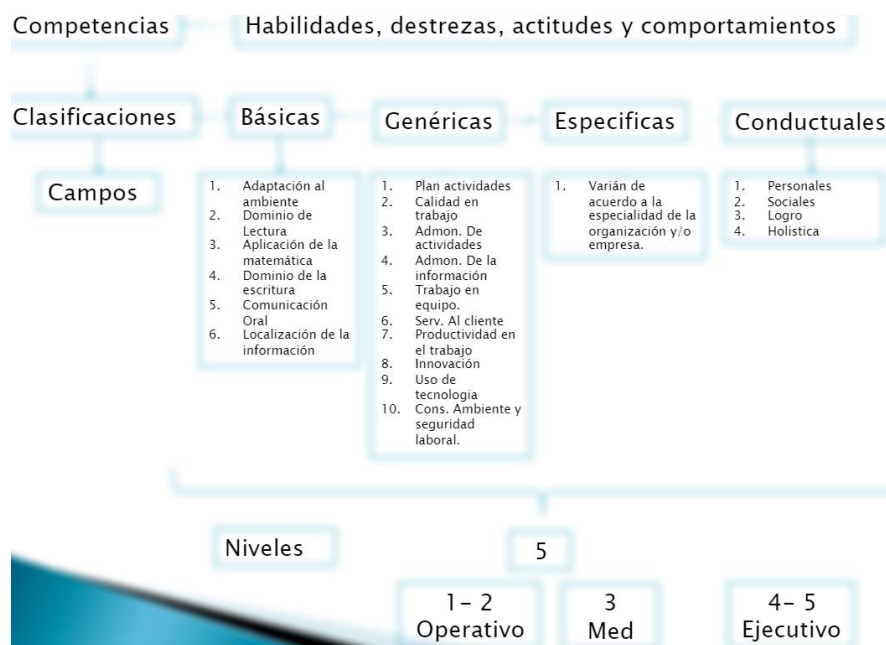 Competencias
Habilidades, destrezas, actitudes y comportamientos
Clasificaciones
Básicas
Genéricas
Especificas
Conductuales
Campos
1. Adaptación al
ambiente
2. Dominio de
Lectura
3. Aplicación de la
matemática
4. Dominio de la
escritura
5. Comunicación
Oral
6. Localización de la
información
1. Plan actividades
2. Calidad en
trabajo
3. Admon. De
actividades
4. Admon. De la
información
5. Trabajo en
equipo.
6. Serv. Al cliente
7. Productividad en
el trabajo
8. Innovación
9. Uso de
tecnologia
10. Cons. Ambiente y
seguridad
laboral.
1. Varián de
acuerdo a la
especialidad de la
organización y/o
empresa.
1. Personales
2. Sociales
3. Logro
4. Holistica
Niveles
5
1- 2
Operativo
3
Med
4- 5
Ejecutivo